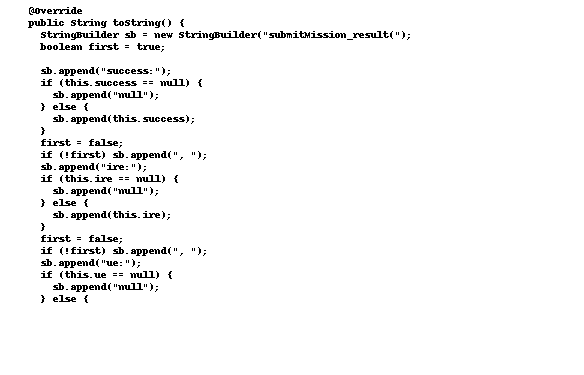 @Override
public String toString() {
StringBuilder sb = new StringBuilder("submitMission_result(");
boolean first = true;
sb.append("success:");
if (this.success == null) {
sb.append("null");
} else {
sb.append(this.success);
}
first = false;
if (!first) sb.append(", ");
sb.append("ire:");
if (this.ire == null) {
sb.append("null");
} else {
sb.append(this.ire);
}
first = false;
if (!first) sb.append(", ");
sb.append("ue:");
if (this.ue == null) {
sb.append("null");
} else {